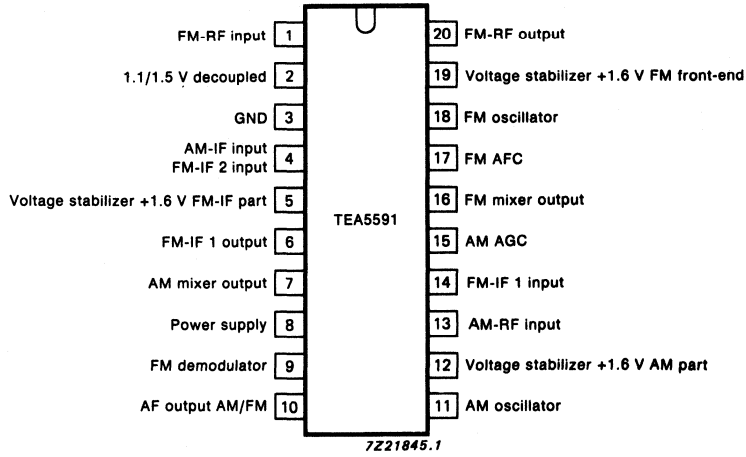 FM-RF input 1
1.1/1.5 V decoupled 2
GND 3
AM-IF input
FM-IF 2 input 4
Voltage stabilizer +1.6 V FM-IF part 5
FM-IF 1 output 6
AM mixer output 7
Power supply 8
FM demodulator 9
AF output AM/FM 10
TEA5591
20 FM-RF output
19 Voltage stabilizer +1.6 V FM front-end
18 FM oscillator
17 FM AFC
16 FM mixer output
15 AM AGC
14 FM-IF 1 input
13 AM-RF input
12 Voltage stabilizer +1.6 V AM part
11 AM oscillator
7Z21845.1